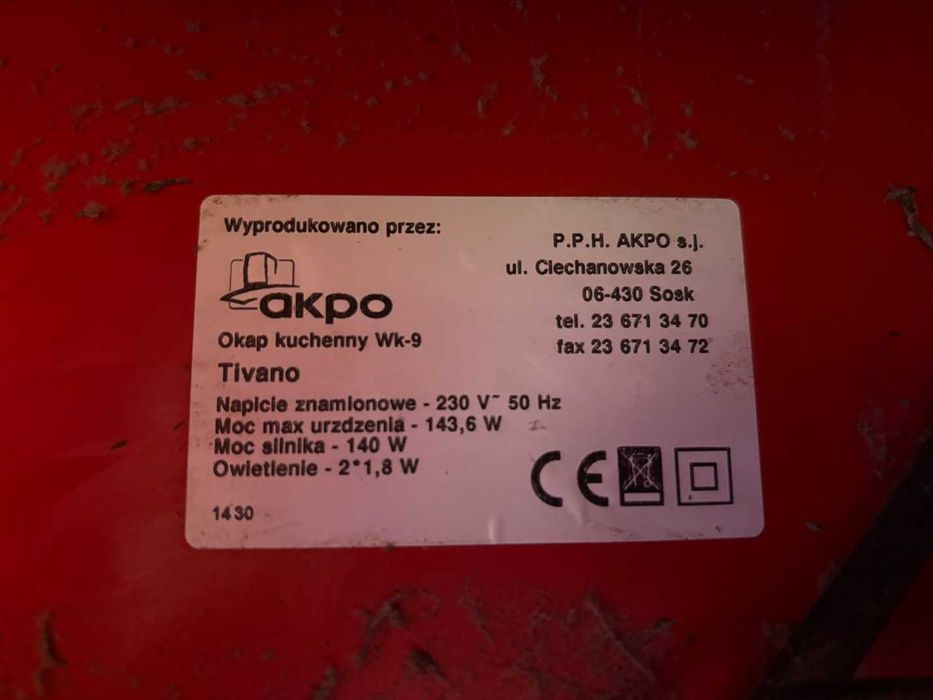 Wyprodukowano przez:
akpo
Okap kuchenny Wk-9
Tivano
Napicie znamionowe - 230 V~ 50 Hz
Moc max urzdzenia - 143,6 W
Moc silnika - 140 W
Owietlenie - 2*1,8 W
1430
P.P.H. AKPO s.j.
ul. Ciechanowska 26
06-430 Sosk
tel. 23 671 34 70
fax 23 671 34 72
CE